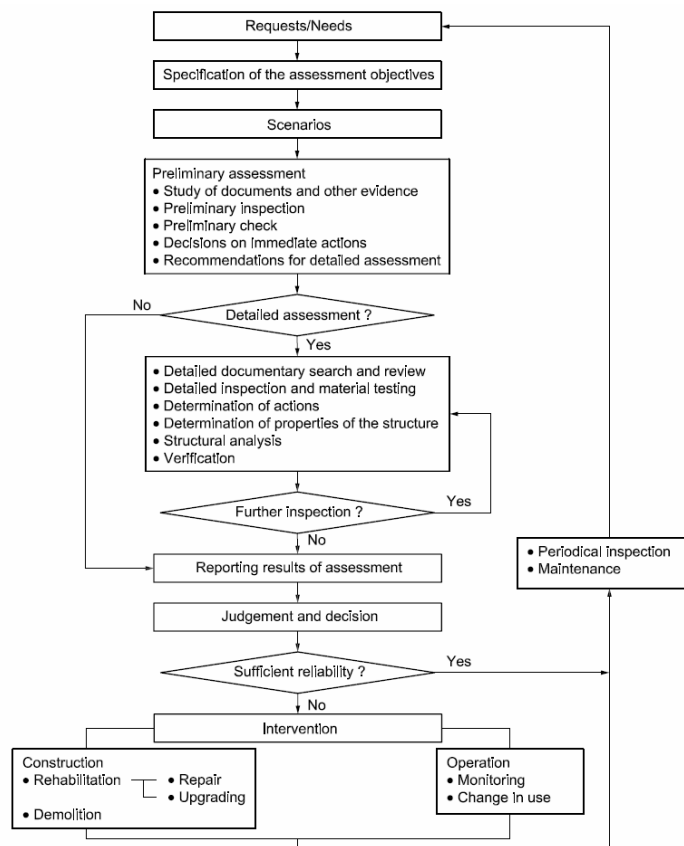 Requests/Needs
Specification of the assessment objectives
Scenarios
Preliminary assessment
● Study of documents and other evidence
● Preliminary inspection
● Preliminary check
● Decisions on immediate actions
● Recommendations for detailed assessment
No
Detailed assessment ?
Yes
● Detailed documentary search and review
● Detailed inspection and material testing
● Determination of actions
● Determination of properties of the structure
● Structural analysis
● Verification
Further inspection ?
Yes
No
● Periodical inspection
● Maintenance
Reporting results of assessment
Judgement and decision
Sufficient reliability ?
Yes
No
Intervention
Construction
● Rehabilitation
● Repair
● Upgrading
● Demolition
Operation
● Monitoring
● Change in use